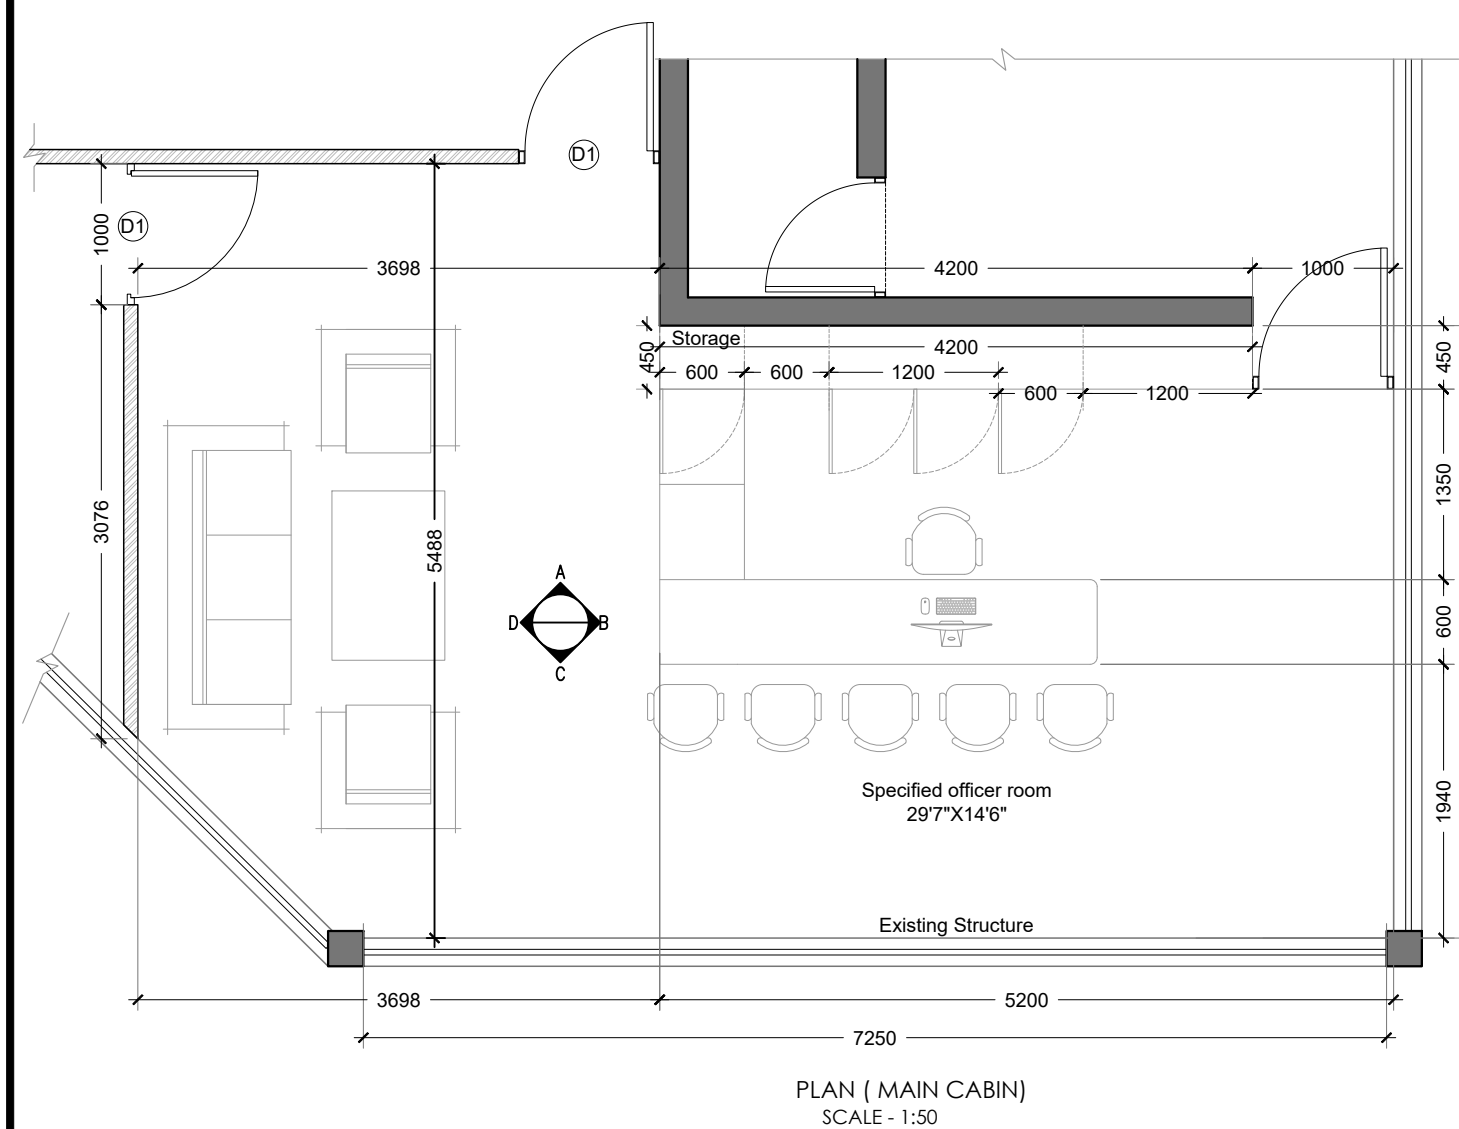 D1
D1
1000
3698
4200
1000
Storage
4200
450
450
600
600
1200
600
1200
1350
3076
5488
A
D
B
C
600
Specified officer room
29'7"X14'6"
1940
Existing Structure
3698
5200
7250
PLAN ( MAIN CABIN)
SCALE - 1:50